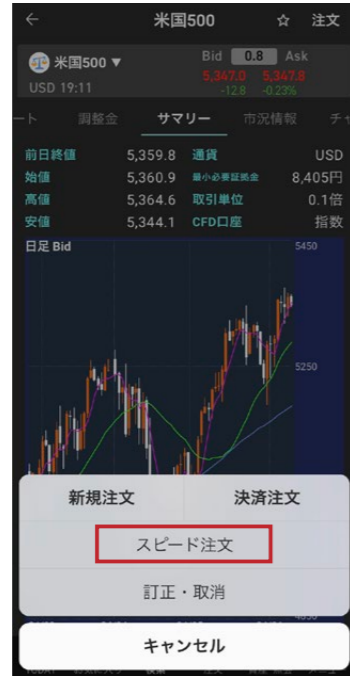 ← 米国500 ☆ 注文
米国500 ▼ Bid 0.8 Ask
5,347.0 5,347.8
USD 19:11 -12.8 -0.23%
ート 調整金 サマリー 市況情報 チャ
前日終値 5,359.8 通貨 USD
始値 5,360.9 最小必要証拠金 8,405円
高値 5,364.6 取引単位 0.1倍
安値 5,344.1 CFD口座 指数
日足 Bid 5450
5250
新規注文 決済注文
スピード注文
訂正・取消
キャンセル